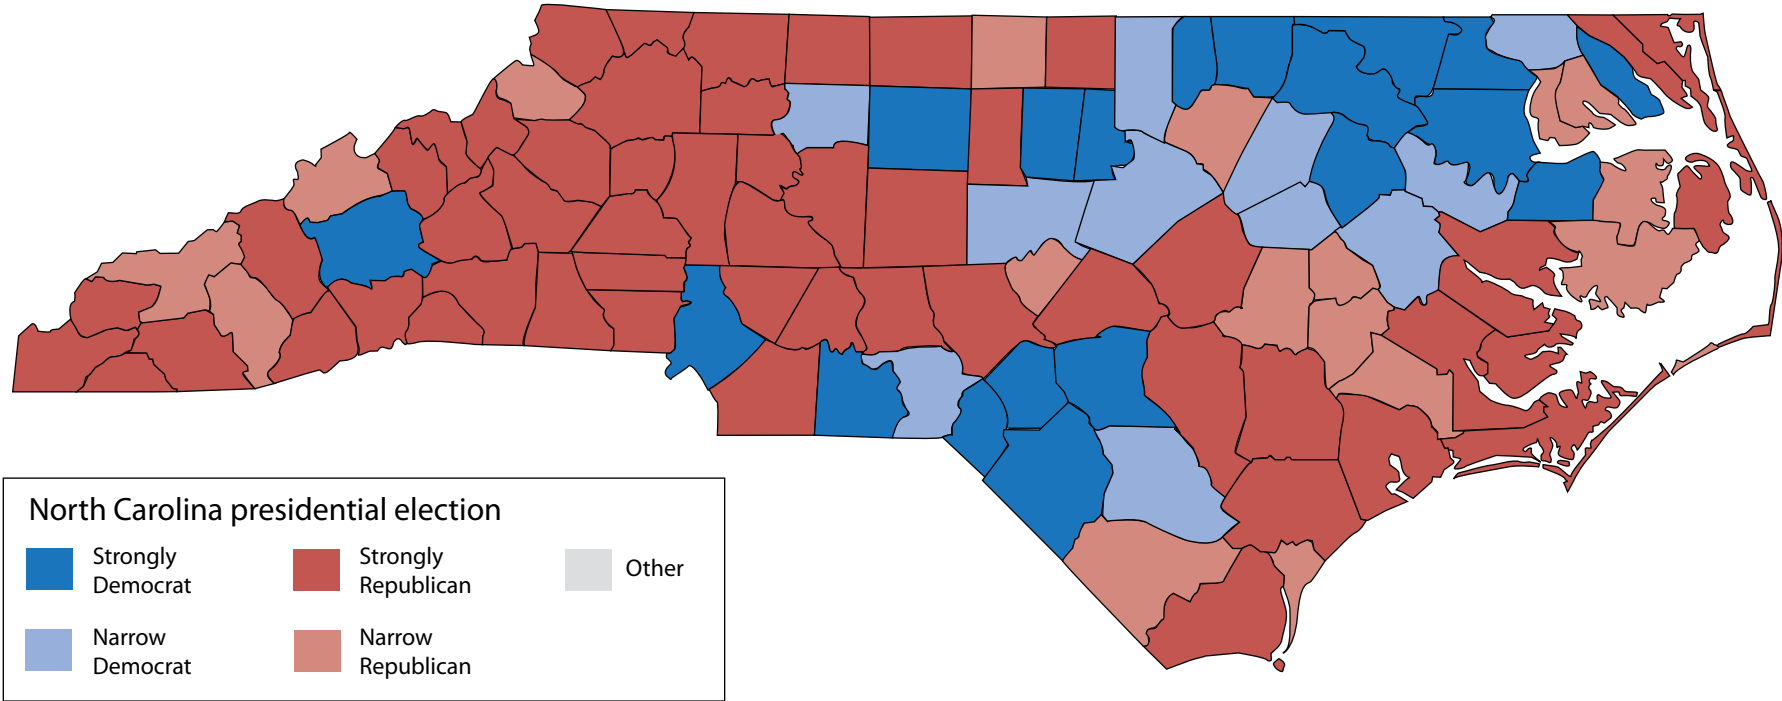 North Carolina presidential election
Strongly
Democrat
Strongly
Republican
Other
Narrow
Democrat
Narrow
Republican